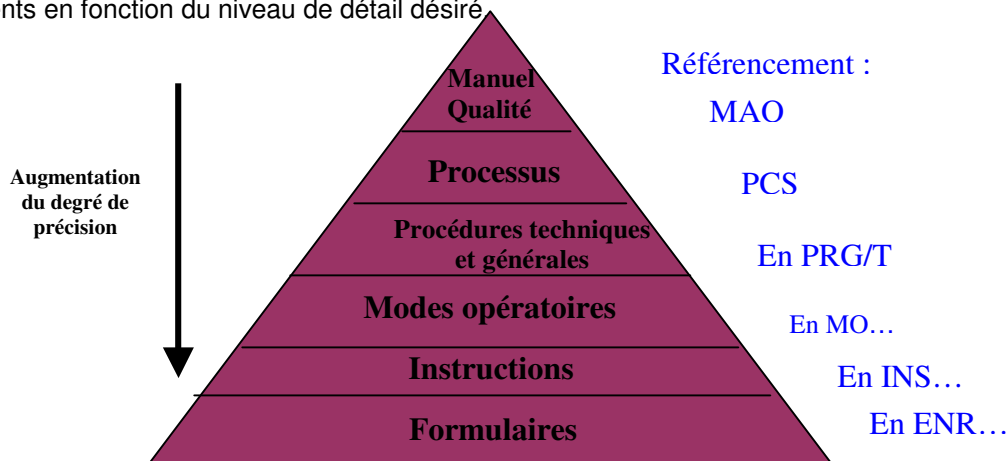 nts en fonction du niveau de détail désiré.
Référencement :
Manuel
Qualité
MAO
Augmentation
du degré de
précision
Processus
PCS
Procédures techniques
et générales
En PRG/T
Modes opératoires
En MO…
Instructions
En INS…
Formulaires
En ENR…